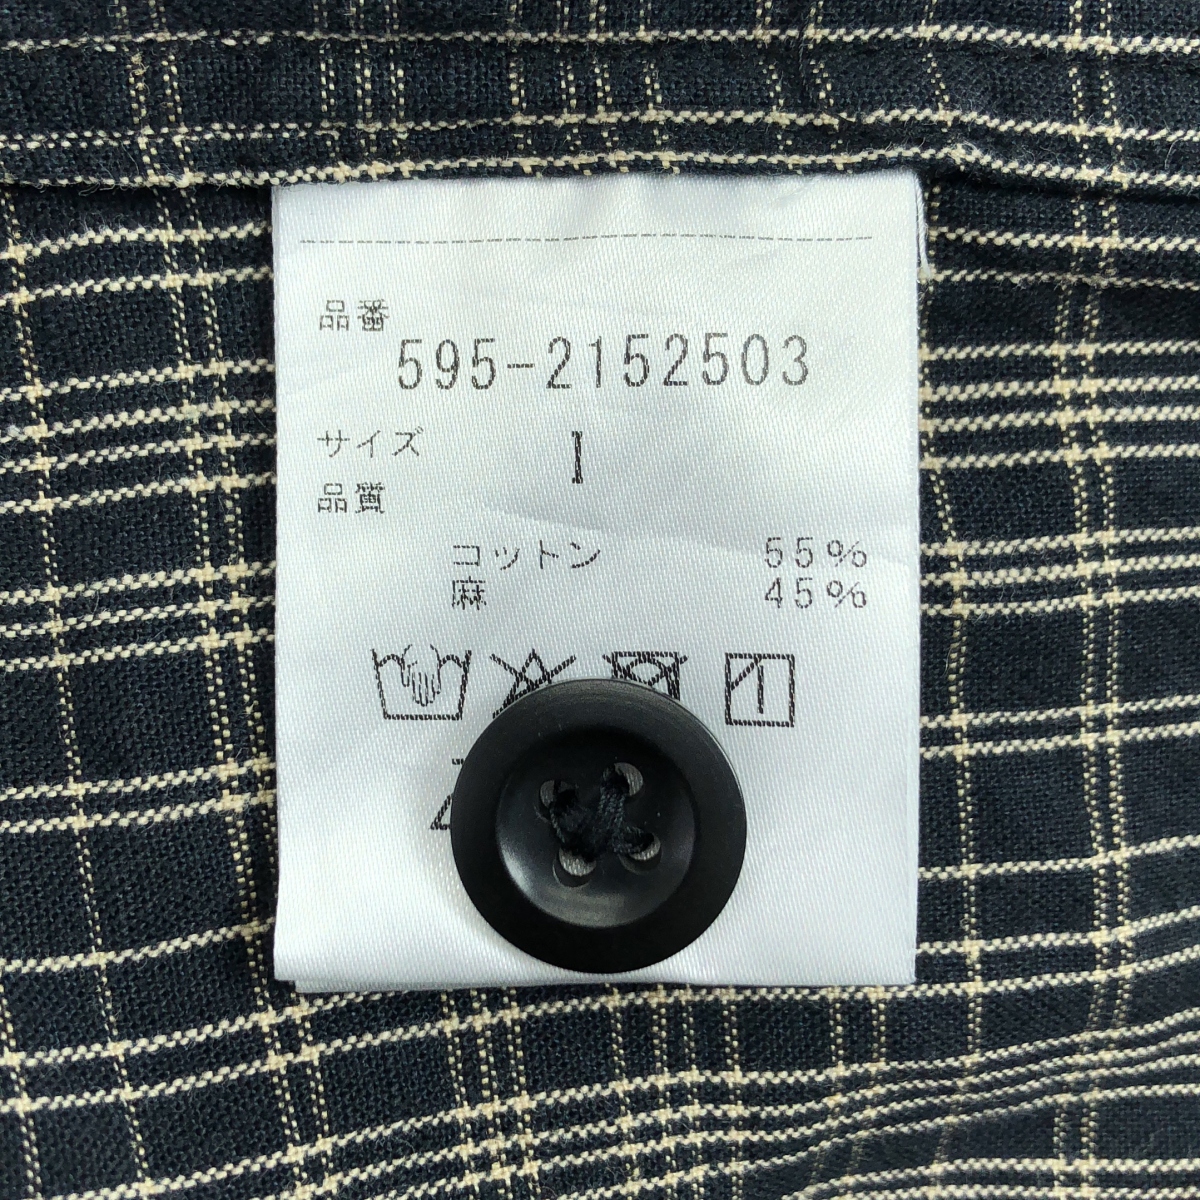 品番
595-2152503
サイズ I
品質
コットン 55%
麻 45%